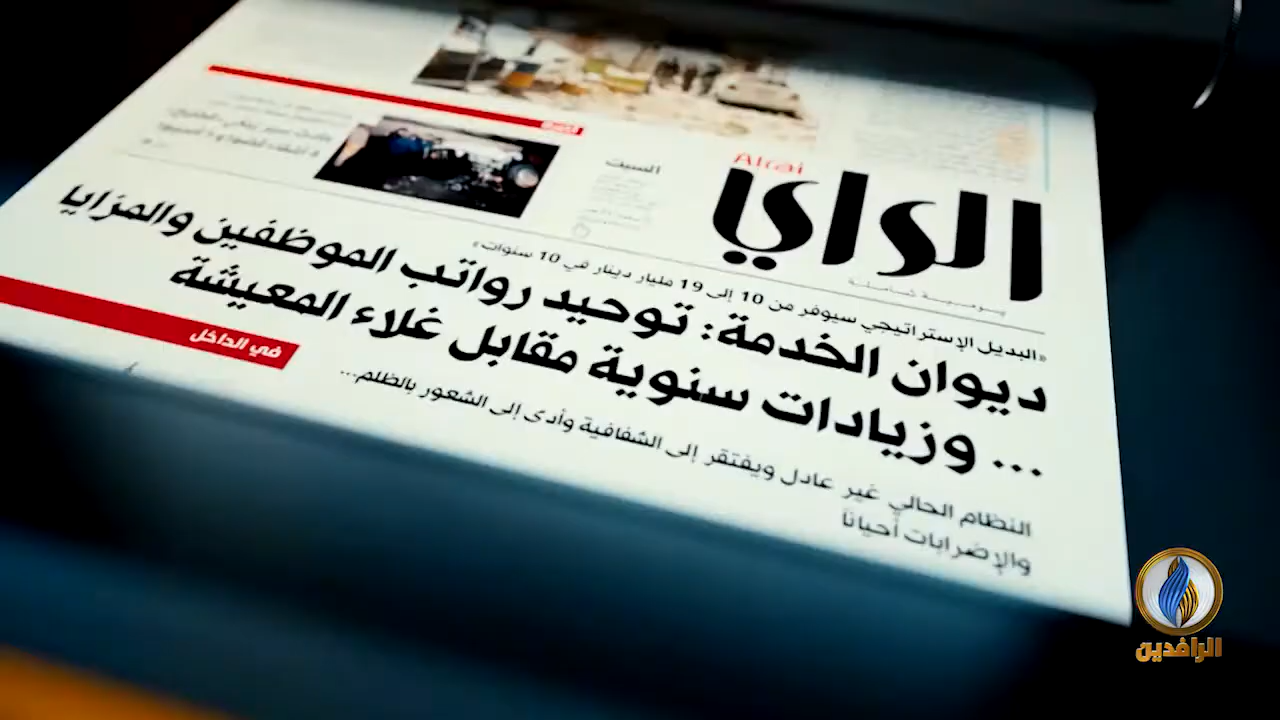 Alrai
الراي
يومية شاملة
السبت
«البديل الإستراتيجي سيوفر من 10 إلى 19 مليار دينار في 10 سنوات»
ديوان الخدمة: توحيد رواتب الموظفين والمزايا
... وزيادات سنوية مقابل غلاء المعيشة
النظام الحالي غير عادل ويفتقر إلى الشفافية وأدى إلى الشعور بالظلم...
والإضرابات أحياناً
في الداخل
الرافدين